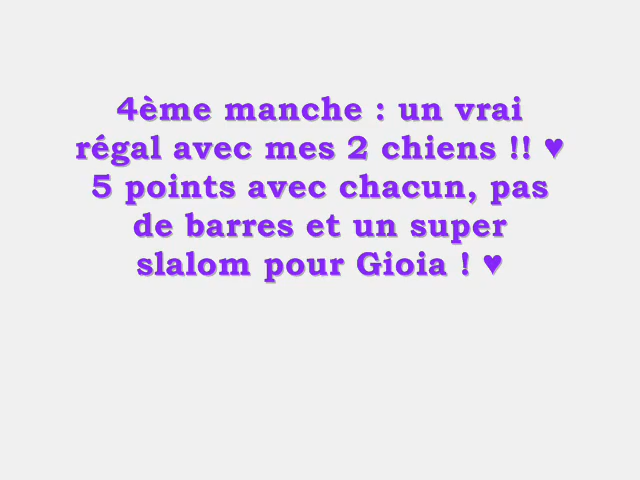 4ème manche : un vrai
régal avec mes 2 chiens !! ♥
5 points avec chacun, pas
de barres et un super
slalom pour Gioia ! ♥